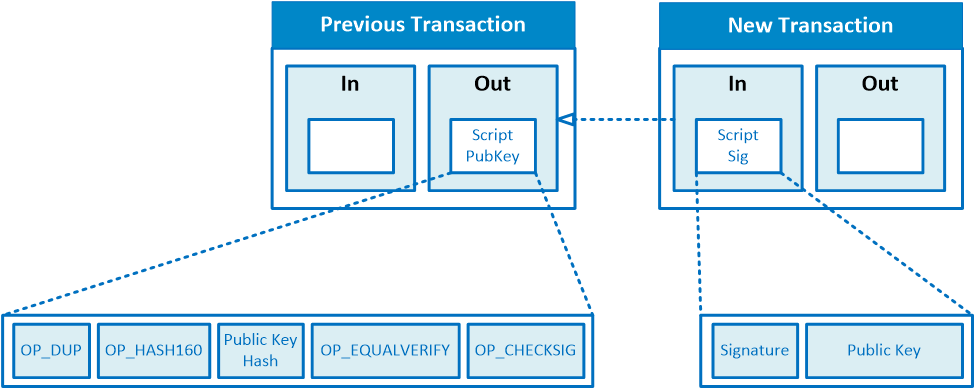 Previous Transaction
New Transaction
In
Out
In
Out
Script
PubKey
Script
Sig
OP_DUP
OP_HASH160
Public Key
Hash
OP_EQUALVERIFY
OP_CHECKSIG
Signature
Public Key